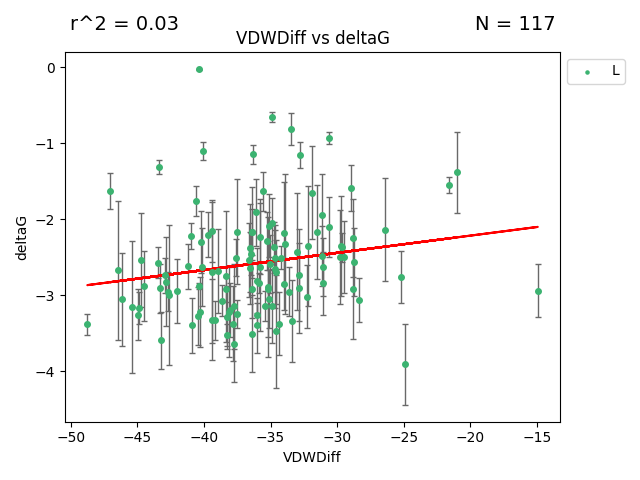 r^2 = 0.03
N = 117
VDWDiff vs deltaG
L
deltaG
0
−1
−2
−3
−4
−50
−45
−40
−35
−30
−25
−20
−15
VDWDiff